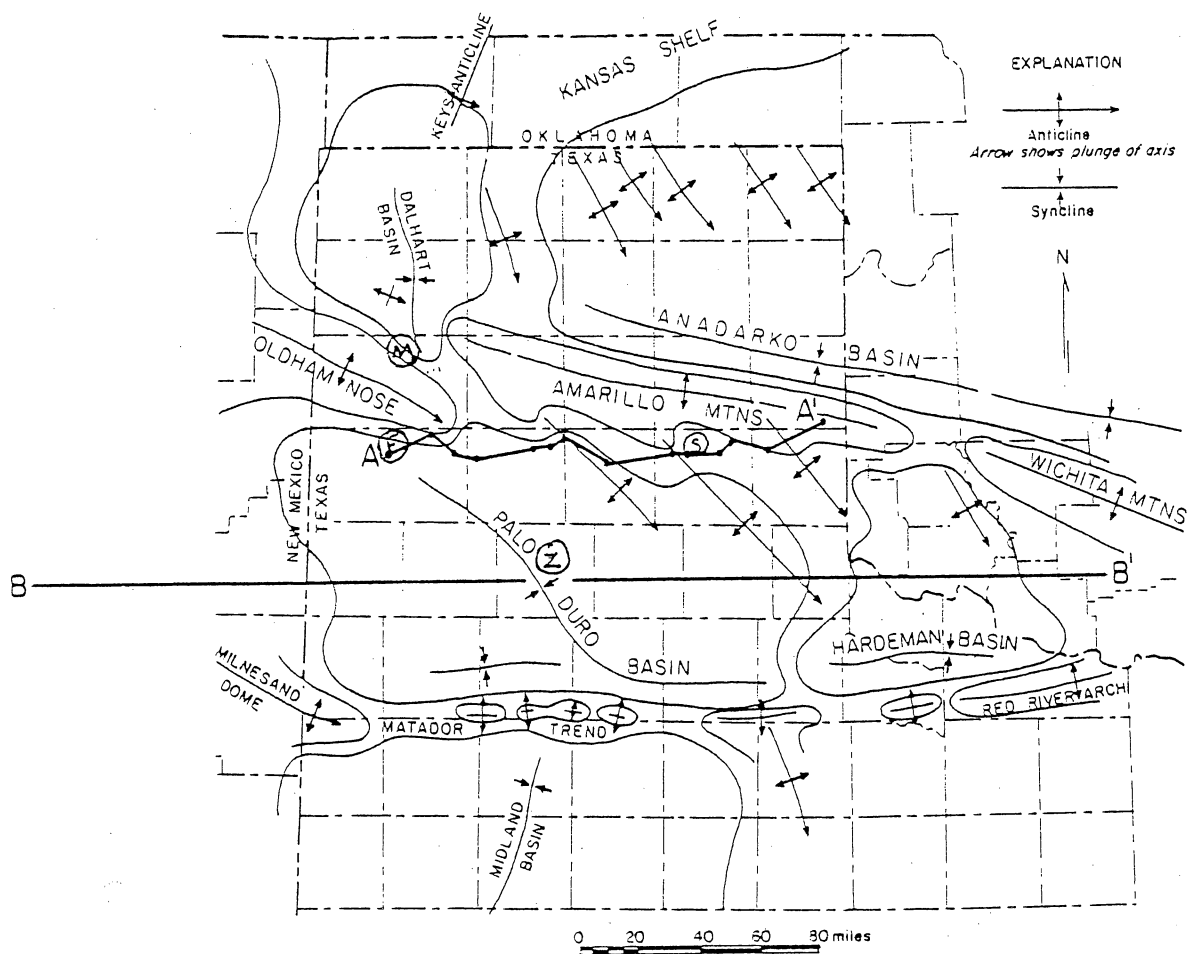 KANSAS SHELF
KEYS ANTICLINE
EXPLANATION
Anticline
Arrow shows plunge of axis
Syncline
OKLAHOMA
TEXAS
DALHART
BASIN
N
ANADARKO BASIN
OLDHAM NOSE
M
AMARILLO MTNS
A'
A
S
WICHITA MTNS
NEW MEXICO
TEXAS
PALO DURO BASIN
Z
B
B'
HARDEMAN BASIN
MILNESAND
DOME
RED RIVER ARCH
MATADOR TREND
MIDLAND
BASIN
0 20 40 60 80 miles